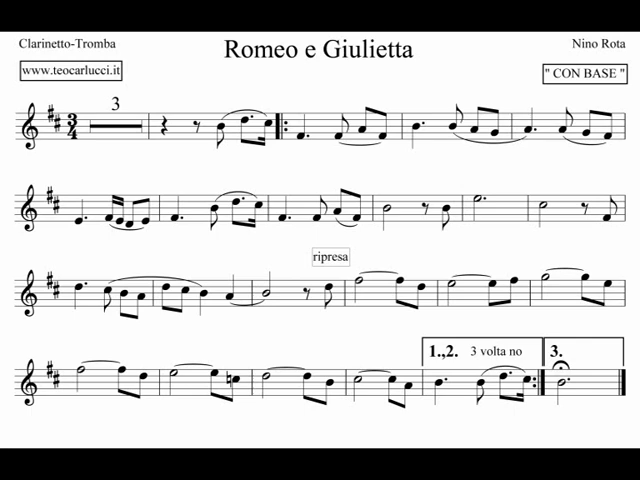 Clarinetto-Tromba
Romeo e Giulietta
Nino Rota
www.teocarlucci.it
" CON BASE "
3
3
4
ripresa
1.,2.
3 volta no
3.